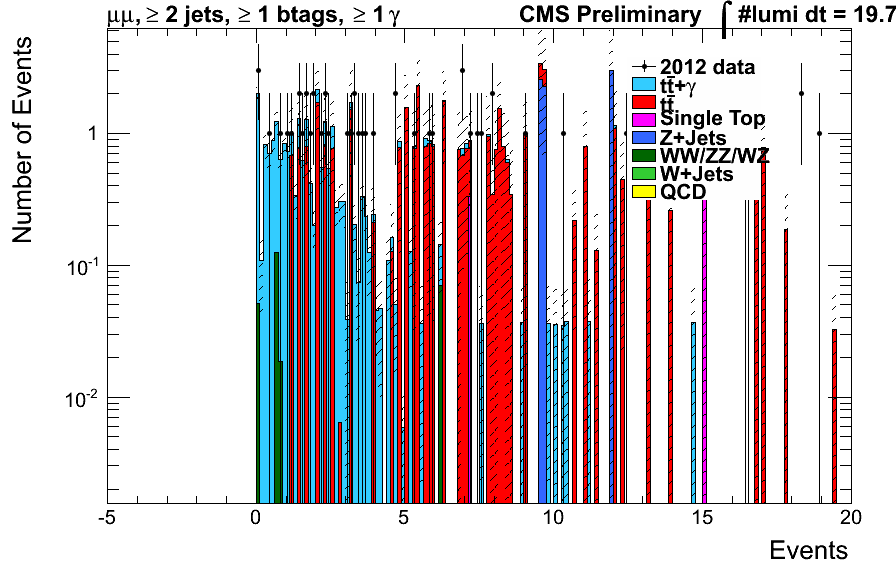 μμ, ≥ 2 jets, ≥ 1 btags, ≥ 1 γ
CMS Preliminary ∫ #lumi dt = 19.7
Number of Events
1
10⁻¹
10⁻²
2012 data
tt̄+γ
tt̄
Single Top
Z+Jets
WW/ZZ/WZ
W+Jets
QCD
-5 0 5 10 15 20
Events